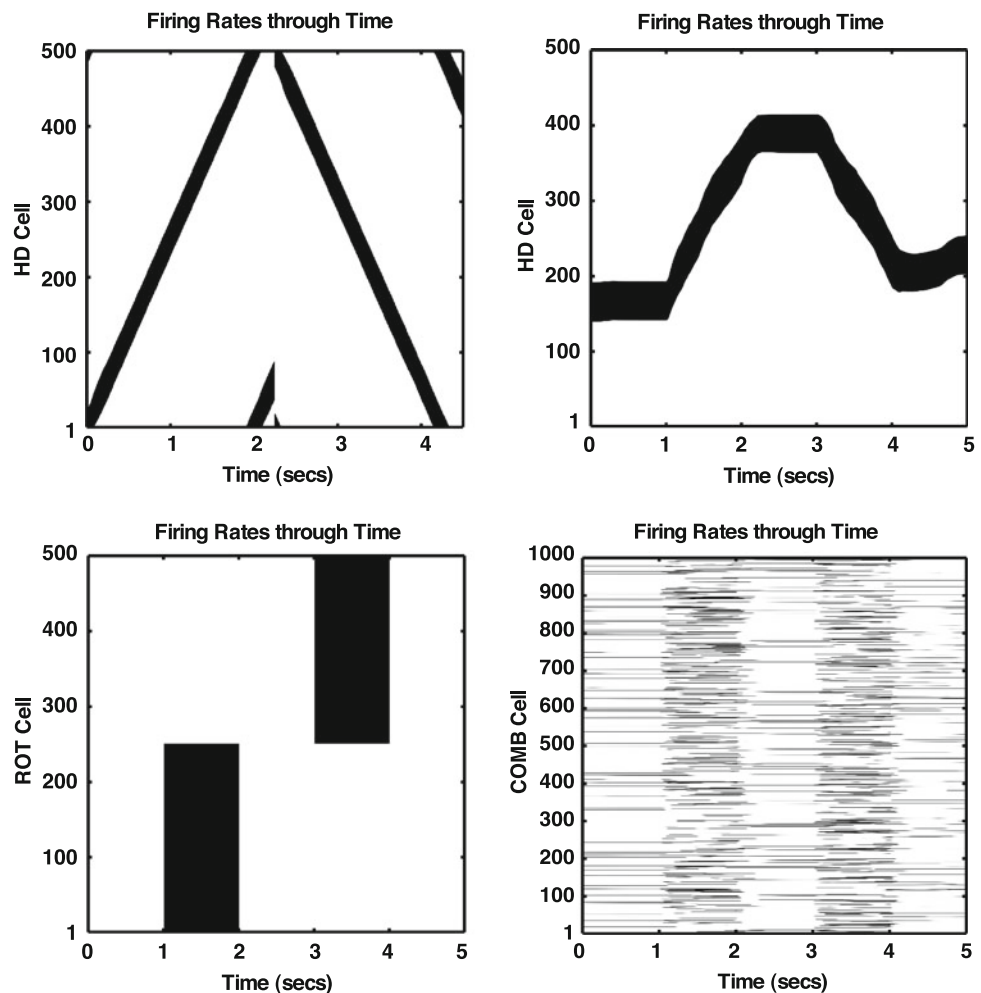 Firing Rates through Time
500
400
300
200
100
1
HD Cell
0 1 2 3 4
Time (secs)
Firing Rates through Time
500
400
300
200
100
1
HD Cell
0 1 2 3 4 5
Time (secs)
Firing Rates through Time
500
400
300
200
100
1
ROT Cell
0 1 2 3 4 5
Time (secs)
Firing Rates through Time
1000
900
800
700
600
500
400
300
200
100
1
COMB Cell
0 1 2 3 4 5
Time (secs)